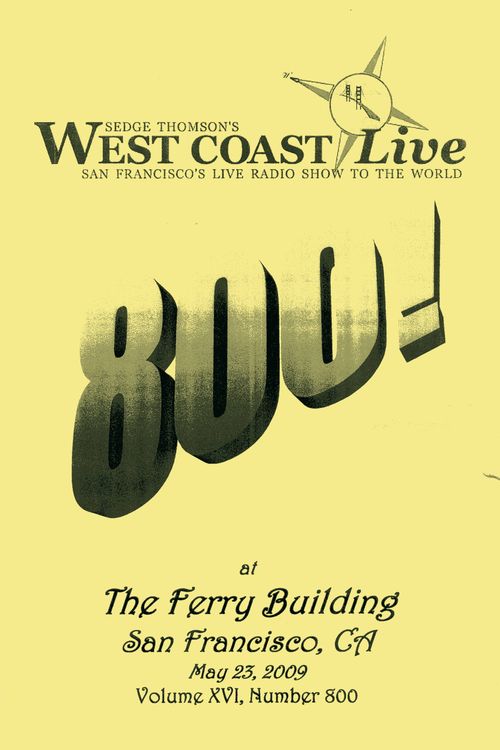 SEDGE THOMSON'S
WEST COAST Live
SAN FRANCISCO'S LIVE RADIO SHOW TO THE WORLD
800!
at
The Ferry Building
San Francisco, CA
May 23, 2009
Volume XVI, Number 800